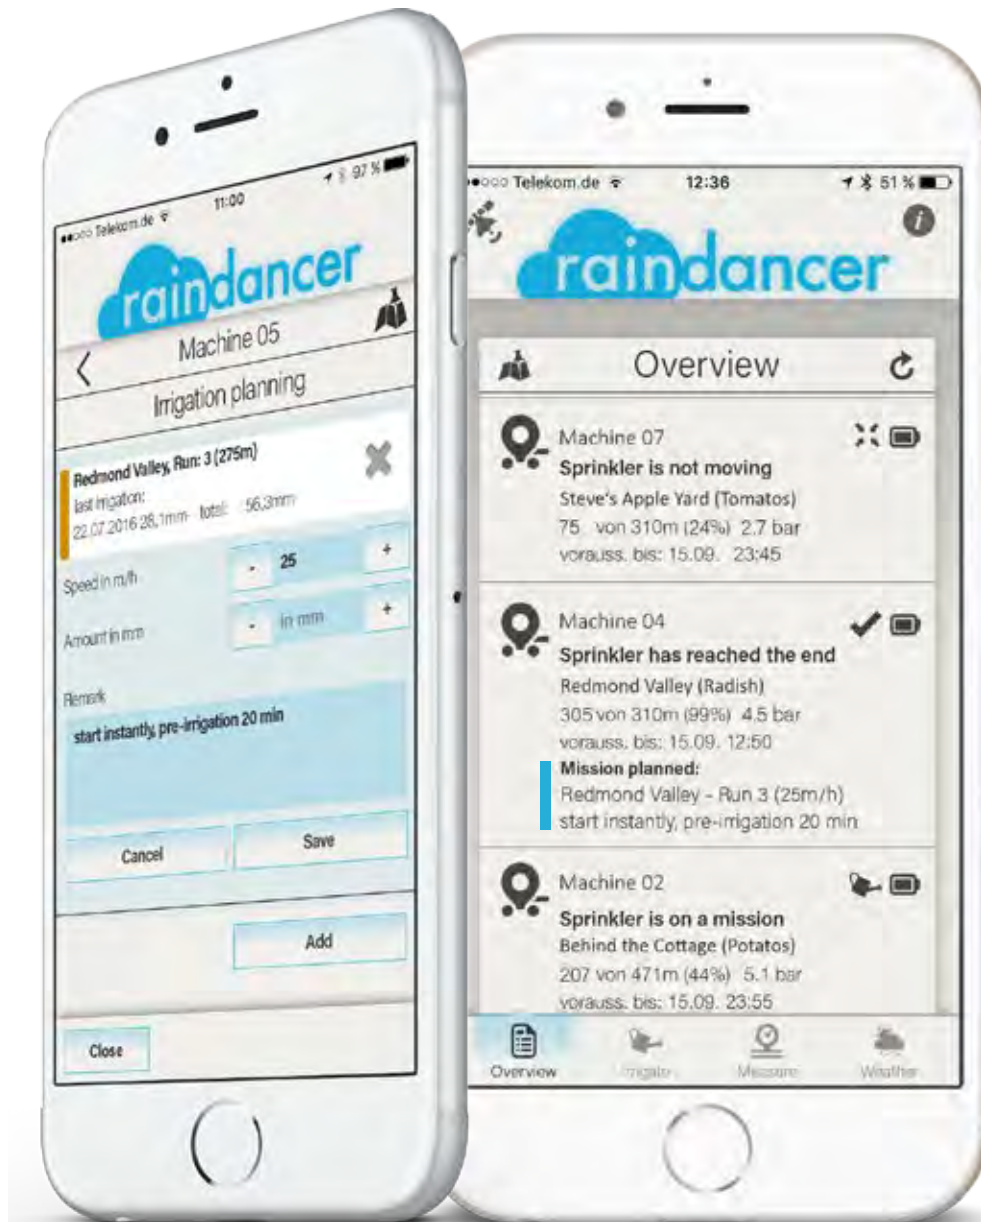 Telekom.de
11:00
97 %
raindancer
Machine 05
Irrigation planning
Redmond Valley, Run: 3 (275m)
last irrigation:
22.07.2016 28,1mm total: 56,3mm
Speed in m/h
-
25
+
Amount in mm
-
in mm
+
Remark
start instantly, pre-irrigation 20 min
Cancel
Save
Add
Close
Telekom.de
12:36
51 %
raindancer
Overview
Machine 07
Sprinkler is not moving
Steve's Apple Yard (Tomatos)
75 von 310m (24%) 2.7 bar
vorauss. bis: 15.09. 23:45
Machine 04
Sprinkler has reached the end
Redmond Valley (Radish)
305 von 310m (99%) 4.5 bar
vorauss. bis: 15.09. 12:50
Mission planned:
Redmond Valley - Run 3 (25m/h)
start instantly, pre-irrigation 20 min
Machine 02
Sprinkler is on a mission
Behind the Cottage (Potatos)
207 von 471m (44%) 5.1 bar
vorauss. bis: 15.09. 23:55
Overview
Irrigate
Measure
Weather